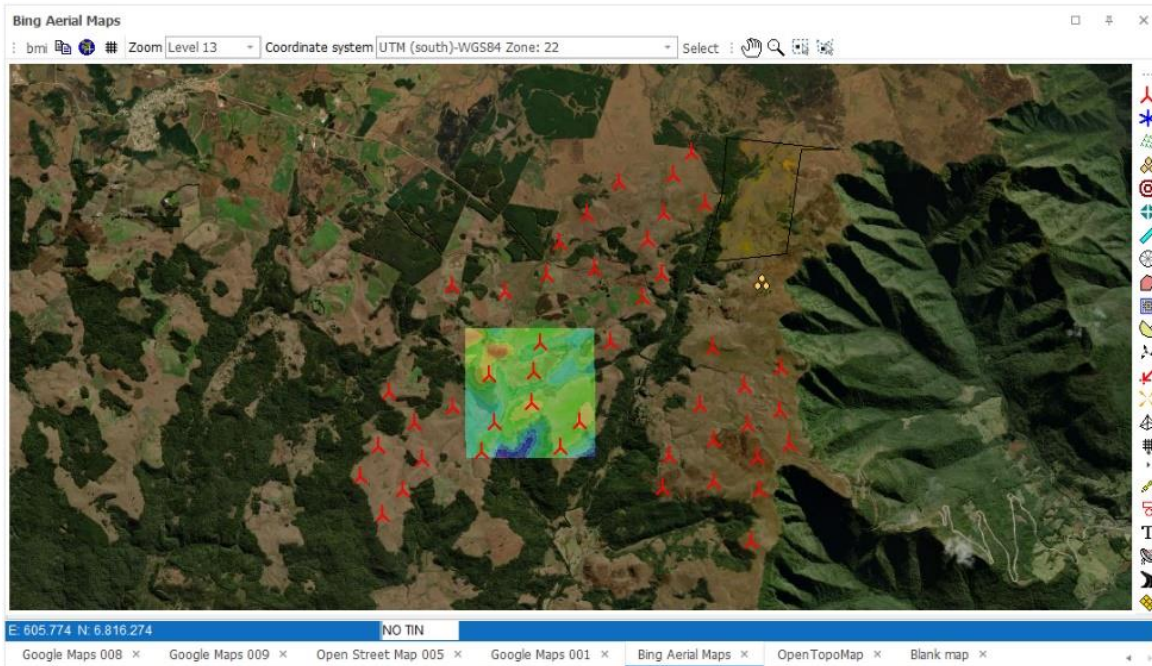 Bing Aerial Maps
bmi Zoom Level 13 Coordinate system UTM (south)-WGS84 Zone: 22 Select
E: 605.774 N: 6.816.274 NO TIN
Google Maps 008 Google Maps 009 Open Street Map 005 Google Maps 001 Bing Aerial Maps OpenTopoMap Blank map